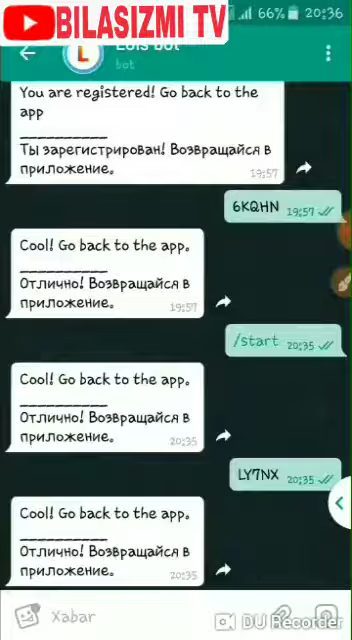 BILASIZMI TV
66% 20:36
Lois bot
bot
You are registered! Go back to the
app
__________
Ты зарегистрирован! Возвращайся в
приложение.
19:57
6KQHN 19:57
Cool! Go back to the app.
__________
Отлично! Возвращайся в
приложение.
19:57
/start 20:35
Cool! Go back to the app.
__________
Отлично! Возвращайся в
приложение.
20:35
LY7NX 20:35
Cool! Go back to the app.
__________
Отлично! Возвращайся в
приложение.
20:35
Xabar
DU Recorder